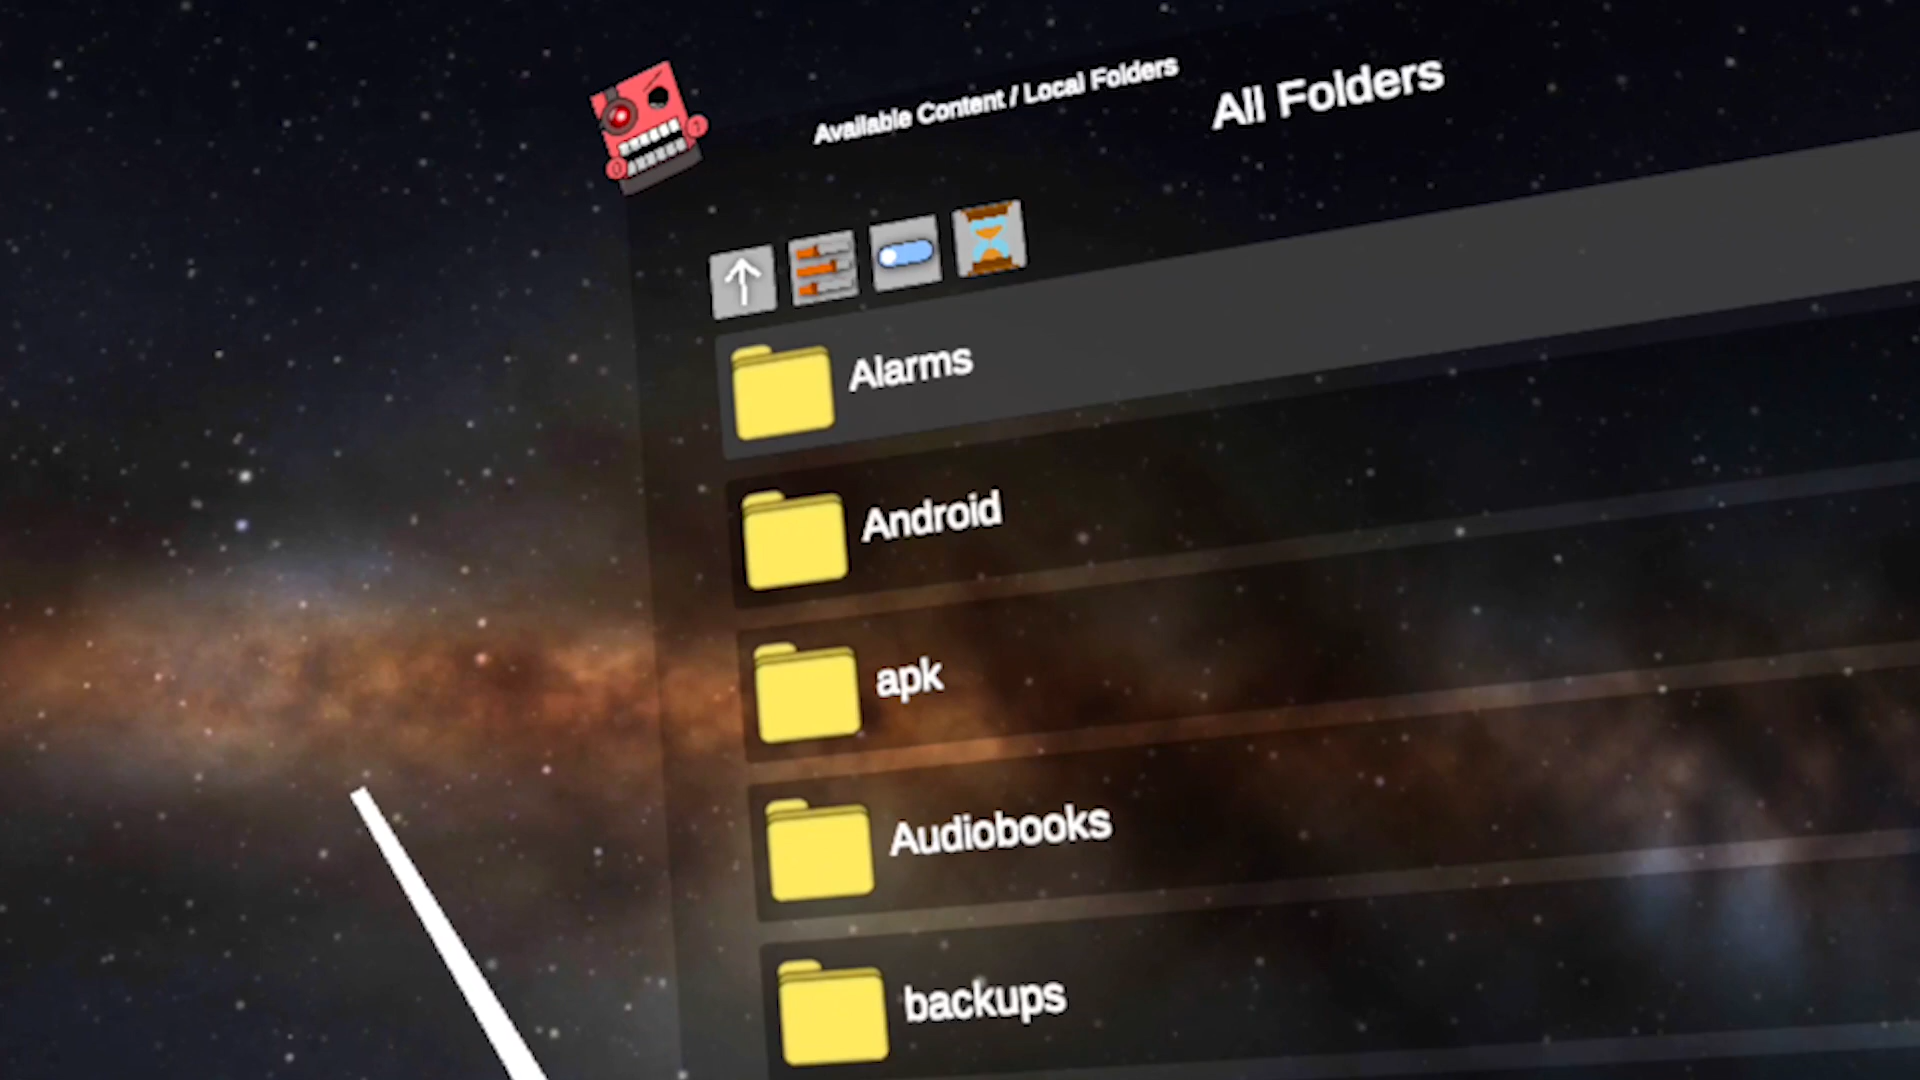 Available Content / Local Folders
All Folders
Alarms
Android
apk
Audiobooks
backups